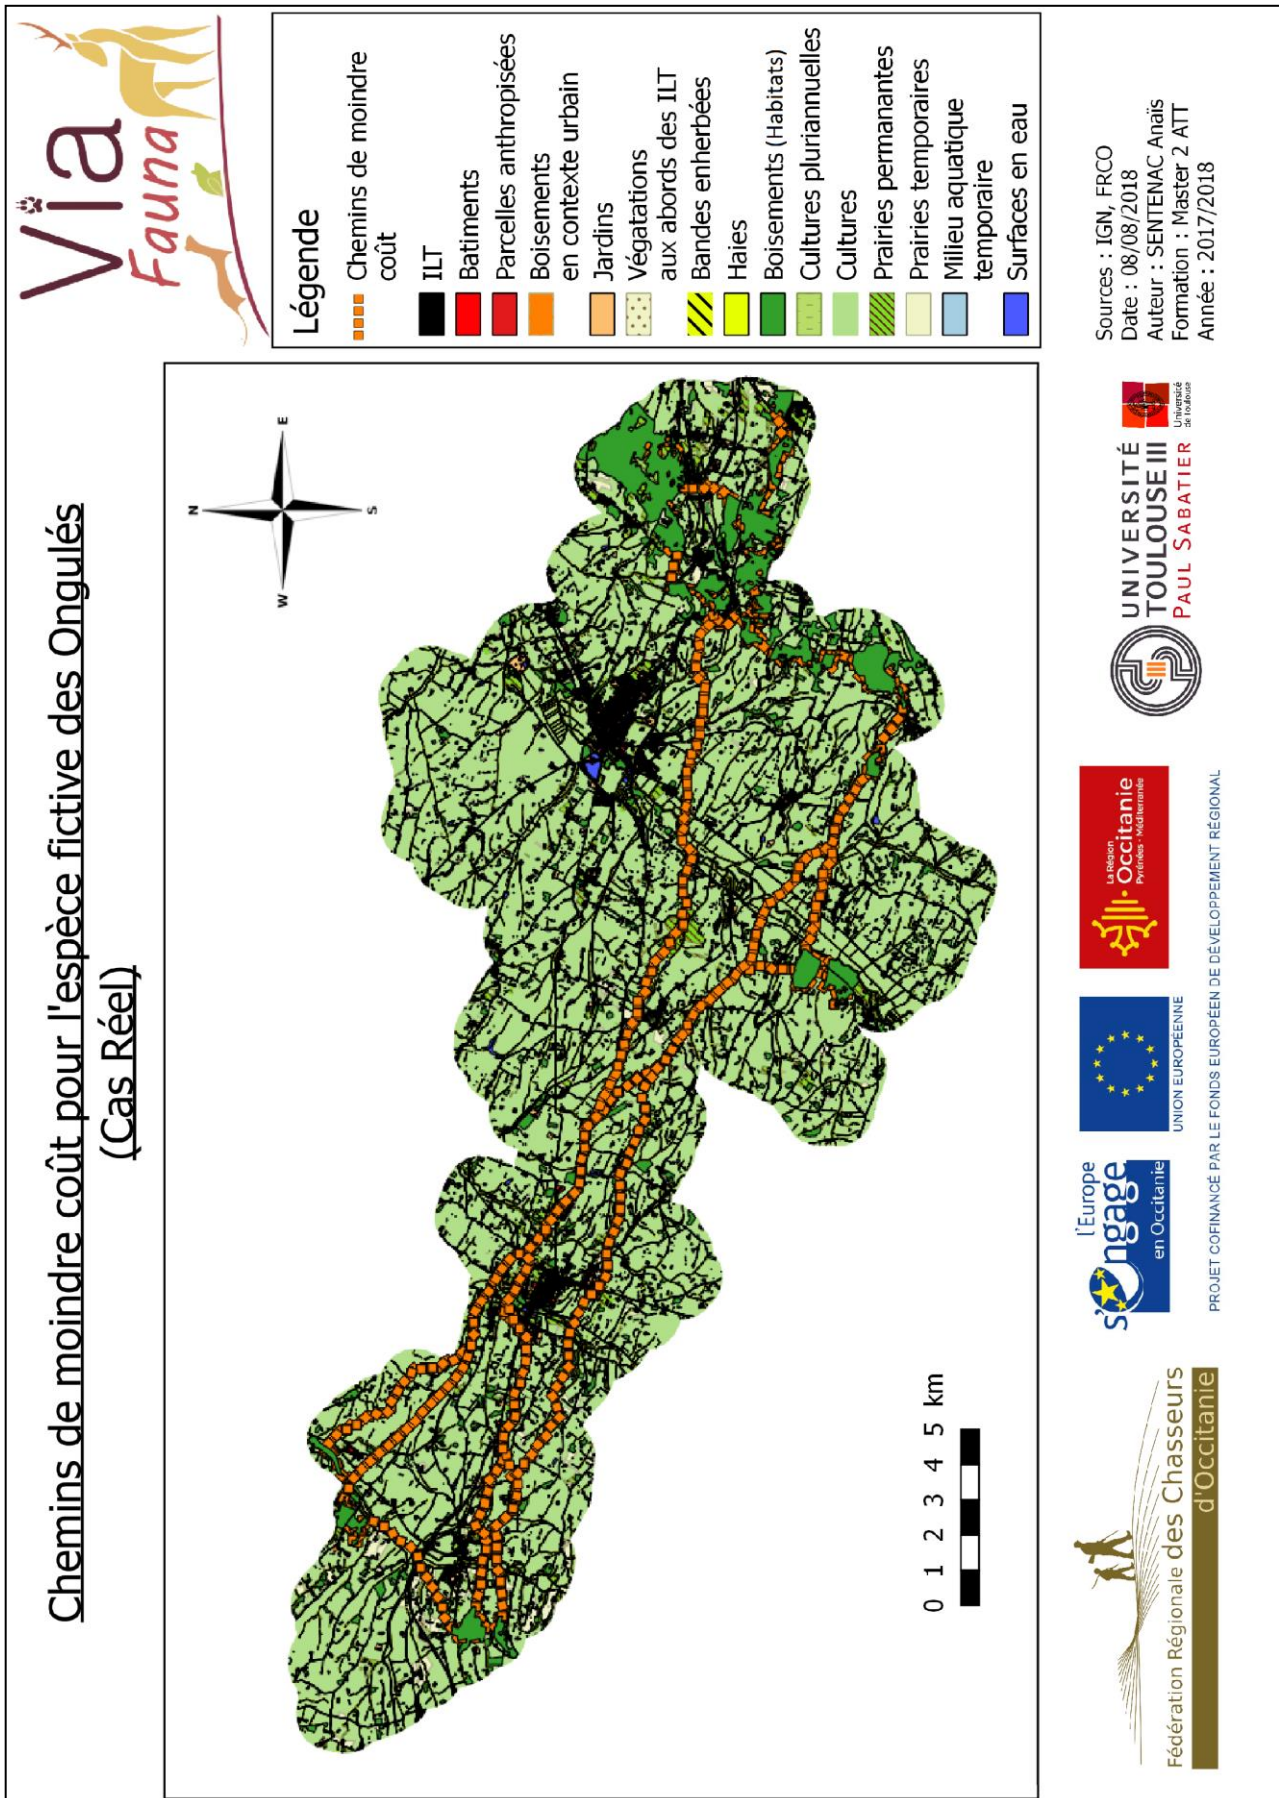 Chemins de moindre coût pour l'espèce fictive des Ongulés
(Cas Réel)
Via
Fauna
N
W
E
S
0 1 2 3 4 5 km
Légende
Chemins de moindre
coût
ILT
Batiments
Parcelles anthropisées
Boisements
en contexte urbain
Jardins
Végatations
aux abords des ILT
Bandes enherbées
Haies
Boisements (Habitats)
Cultures pluriannuelles
Cultures
Prairies permanantes
Prairies temporaires
Milieu aquatique
temporaire
Surfaces en eau
Fédération Régionale des Chasseurs
d'Occitanie
l'Europe
s'engage
en Occitanie
UNION EUROPÉENNE
La Région
Occitanie
Pyrénées - Méditerranée
PROJET COFINANCÉ PAR LE FONDS EUROPÉEN DE DÉVELOPPEMENT RÉGIONAL
UNIVERSITÉ
TOULOUSE III
PAUL SABATIER
Université
de Toulouse
Sources : IGN, FRCO
Date : 08/08/2018
Auteur : SENTENAC Anaïs
Formation : Master 2 ATT
Année : 2017/2018